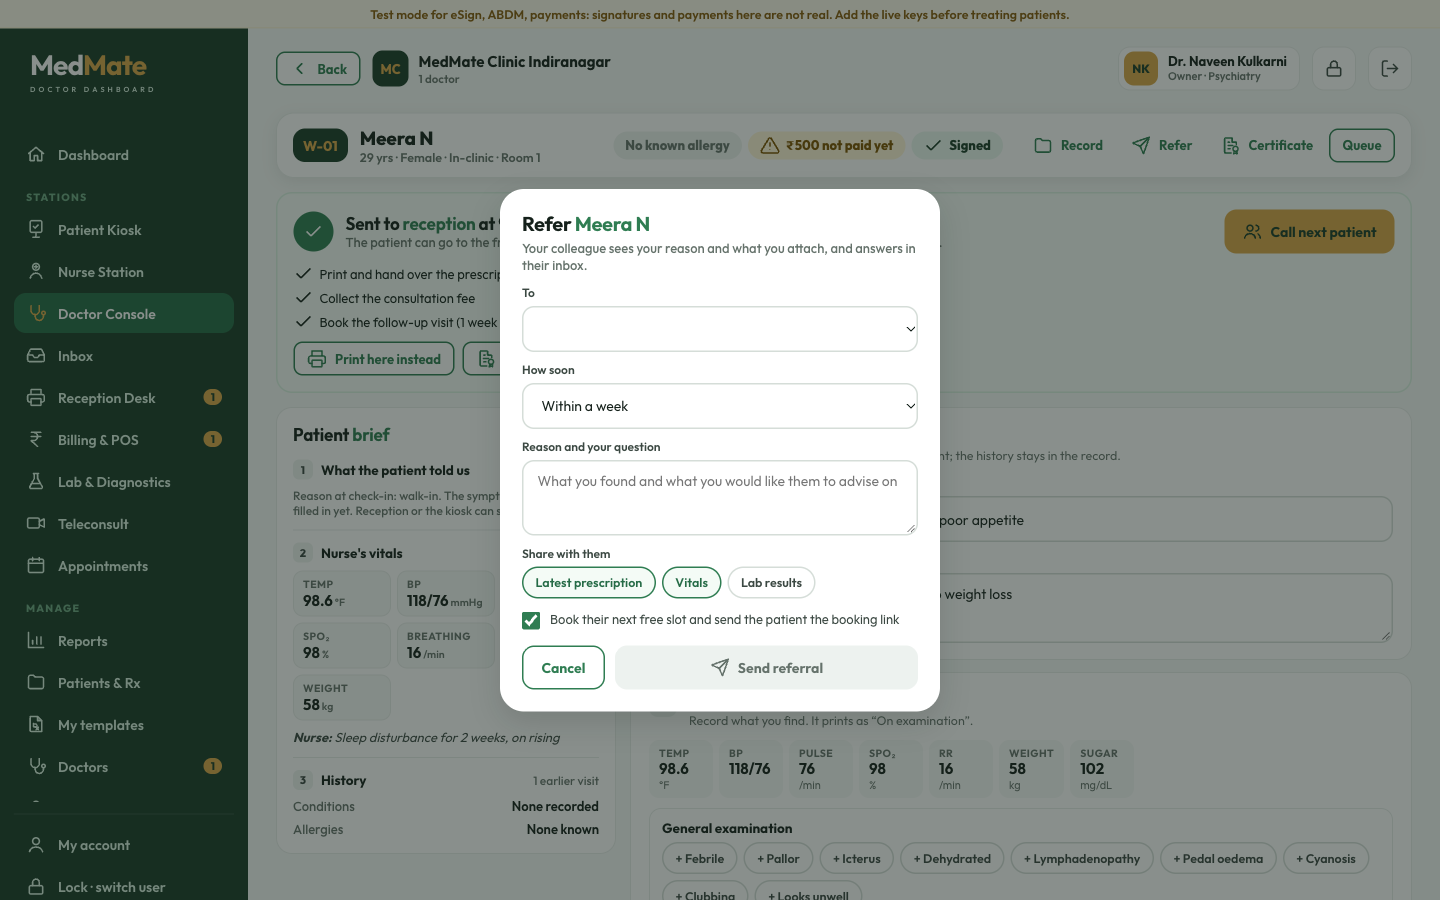 Test mode for eSign, ABDM, payments: signatures and payments here are not real. Add the live keys before treating patients.
MedMate
DOCTOR DASHBOARD
Dashboard
STATIONS
Patient Kiosk
Nurse Station
Doctor Console
Inbox
Reception Desk
1
Billing & POS
1
Lab & Diagnostics
Teleconsult
Appointments
MANAGE
Reports
Patients & Rx
My templates
Doctors
1
My account
Lock · switch user
Back
MC
MedMate Clinic Indiranagar
1 doctor
NK
Dr. Naveen Kulkarni
Owner · Psychiatry
W-01
Meera N
29 yrs · Female · In-clinic · Room 1
No known allergy
₹500 not paid yet
Signed
Record
Refer
Certificate
Queue
Sent to reception at
The patient can go to the
Print and hand over the
Collect the consultation fee
Book the follow-up visit (1 week
Print here instead
Call next patient
Patient brief
1 What the patient told us
Reason at check-in: walk-in. The
filled in yet. Reception or the kiosk can
2 Nurse's vitals
TEMP
98.6 °F
BP
118/76 mmHg
SPO₂
98 %
BREATHING
16 /min
WEIGHT
58 kg
Nurse: Sleep disturbance for 2 weeks, on rising
3 History
1 earlier visit
Conditions
None recorded
Allergies
None known
Refer Meera N
Your colleague sees your reason and what you attach, and answers in
their inbox.
To
How soon
Within a week
Reason and your question
What you found and what you would like them to advise on
Share with them
Latest prescription
Vitals
Lab results
Book their next free slot and send the patient the booking link
Cancel
Send referral
the history stays in the record.
poor appetite
weight loss
Record what you find. It prints as “On examination”.
TEMP
98.6
°F
BP
118/76
PULSE
76
/min
SPO₂
98
%
RR
16
/min
WEIGHT
58
kg
SUGAR
102
mg/dL
General examination
+ Febrile
+ Pallor
+ Icterus
+ Dehydrated
+ Lymphadenopathy
+ Pedal oedema
+ Cyanosis
+ Clubbing
+ Looks unwell